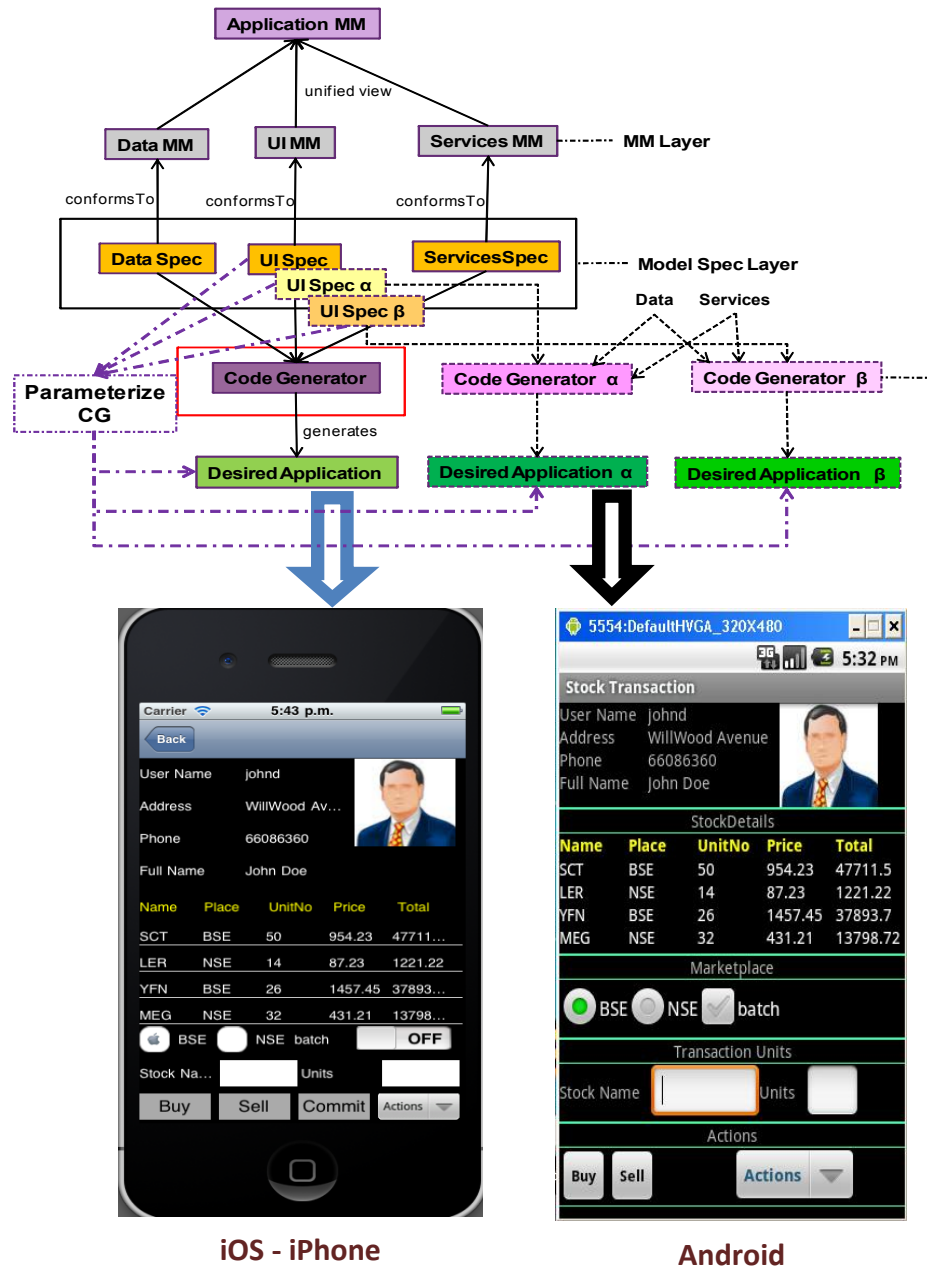 Application MM
unified view
Data MM
UI MM
Services MM
MM Layer
conformsTo
conformsTo
conformsTo
Data Spec
UI Spec
ServicesSpec
Model Spec Layer
UI Spec α
UI Spec β
Data
Services
Parameterize
CG
Code Generator
Code Generator α
Code Generator β
generates
Desired Application
Desired Application α
Desired Application β
Carrier 5:43 p.m.
Back
User Name johnd
Address WillWood Av...
Phone 66086360
Full Name John Doe
Name Place UnitNo Price Total
SCT BSE 50 954.23 47711...
LER NSE 14 87.23 1221.22
YFN BSE 26 1457.45 37893...
MEG NSE 32 431.21 13798...
BSE NSE batch OFF
Stock Na... Units
Buy Sell Commit Actions
iOS - iPhone
5554:DefaultHVGA_320X480
3G 5:32 PM
Stock Transaction
User Name johnd
Address WillWood Avenue
Phone 66086360
Full Name John Doe
StockDetails
Name Place UnitNo Price Total
SCT BSE 50 954.23 47711.5
LER NSE 14 87.23 1221.22
YFN BSE 26 1457.45 37893.7
MEG NSE 32 431.21 13798.72
Marketplace
BSE NSE batch
Transaction Units
Stock Name Units
Actions
Buy Sell Actions
Android